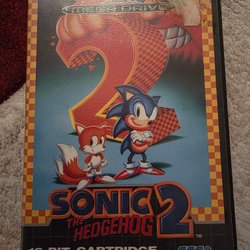 MEGA DRIVE
2
SONIC
THE
HEDGEHOG 2
16-BIT CARTRIDGE
SEGA